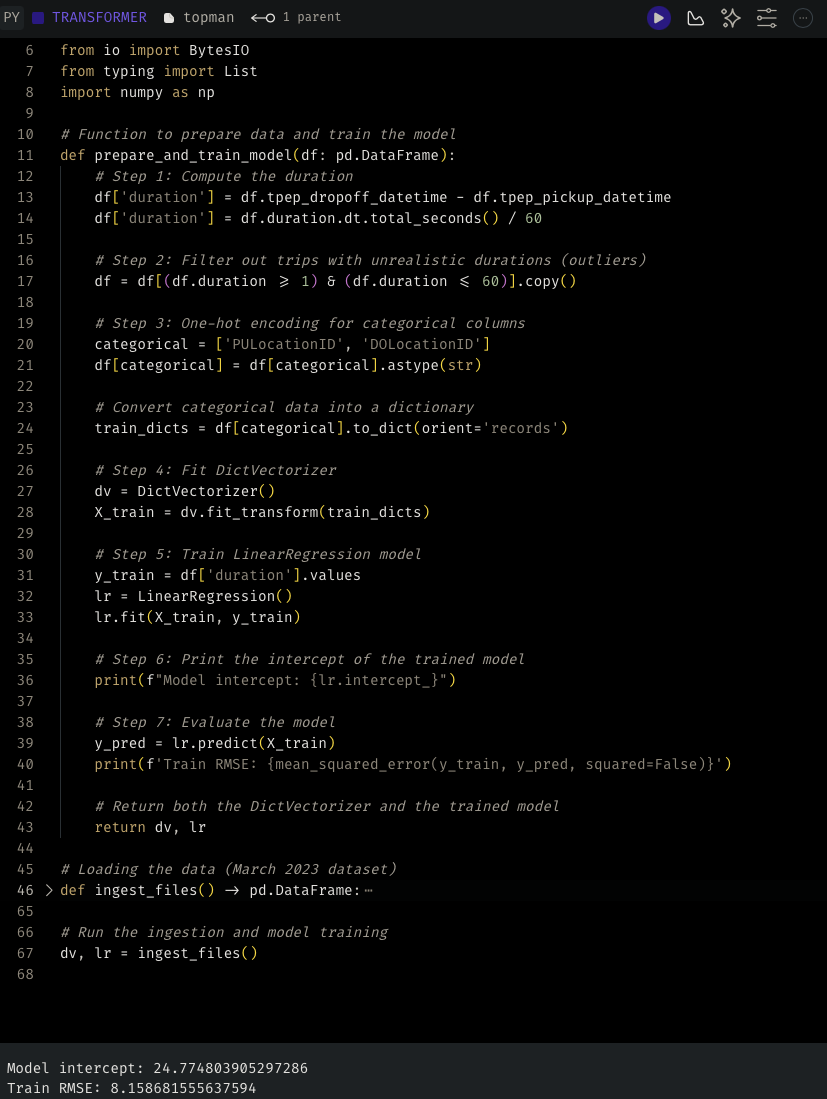 PY TRANSFORMER topman 1 parent
6 from io import BytesIO
7 from typing import List
8 import numpy as np
9
10 # Function to prepare data and train the model
11 def prepare_and_train_model(df: pd.DataFrame):
12 # Step 1: Compute the duration
13 df['duration'] = df.tpep_dropoff_datetime - df.tpep_pickup_datetime
14 df['duration'] = df.duration.dt.total_seconds() / 60
15
16 # Step 2: Filter out trips with unrealistic durations (outliers)
17 df = df[(df.duration >= 1) & (df.duration <= 60)].copy()
18
19 # Step 3: One-hot encoding for categorical columns
20 categorical = ['PULocationID', 'DOLocationID']
21 df[categorical] = df[categorical].astype(str)
22
23 # Convert categorical data into a dictionary
24 train_dicts = df[categorical].to_dict(orient='records')
25
26 # Step 4: Fit DictVectorizer
27 dv = DictVectorizer()
28 X_train = dv.fit_transform(train_dicts)
29
30 # Step 5: Train LinearRegression model
31 y_train = df['duration'].values
32 lr = LinearRegression()
33 lr.fit(X_train, y_train)
34
35 # Step 6: Print the intercept of the trained model
36 print(f"Model intercept: {lr.intercept_}")
37
38 # Step 7: Evaluate the model
39 y_pred = lr.predict(X_train)
40 print(f'Train RMSE: {mean_squared_error(y_train, y_pred, squared=False)}')
41
42 # Return both the DictVectorizer and the trained model
43 return dv, lr
44
45 # Loading the data (March 2023 dataset)
46 def ingest_files() -> pd.DataFrame:⋯
65
66 # Run the ingestion and model training
67 dv, lr = ingest_files()
68
Model intercept: 24.774803905297286
Train RMSE: 8.158681555637594